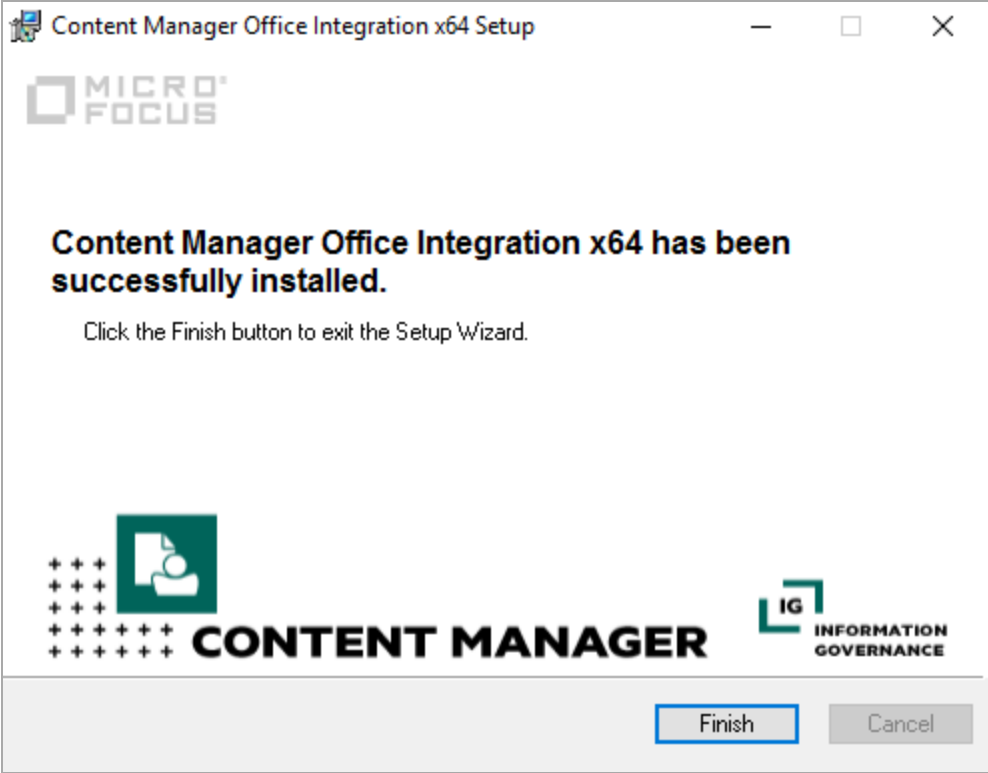 Content Manager Office Integration x64 Setup
MICRO
FOCUS
Content Manager Office Integration x64 has been
successfully installed.
Click the Finish button to exit the Setup Wizard.
CONTENT MANAGER
IG
INFORMATION
GOVERNANCE
Finish
Cancel